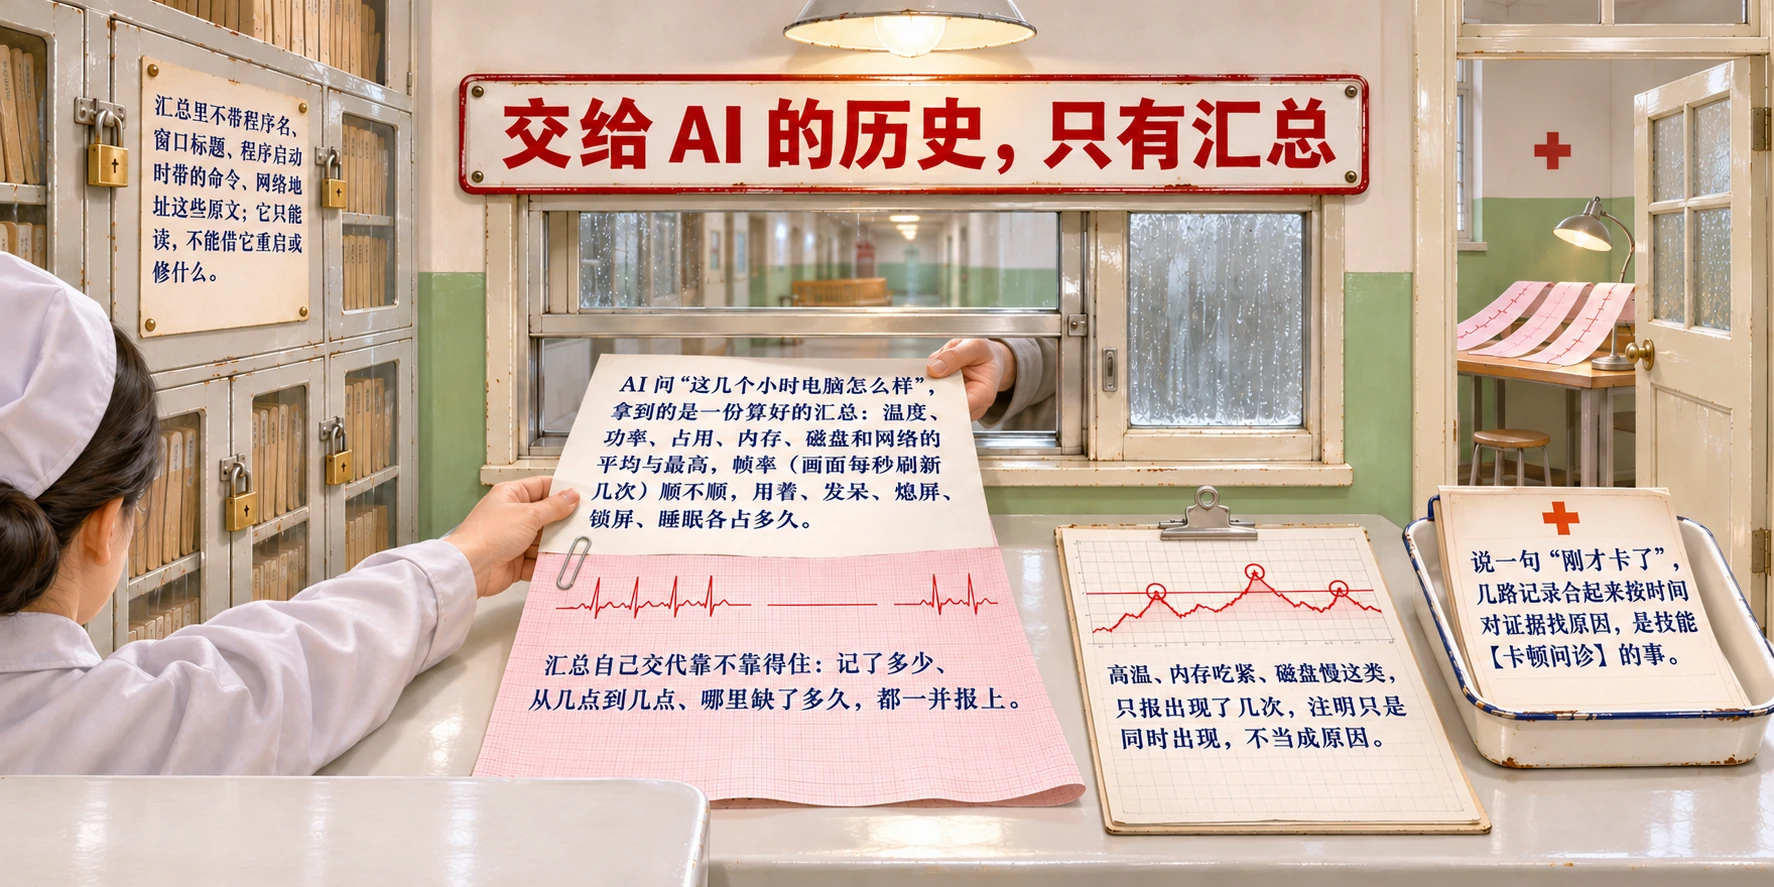 交给 AI 的历史，只有汇总
汇总里不带程序名、
窗口标题、程序启动
时带的命令、网络地
址这些原文；它只能
读，不能借它重启或
修什么。
AI 问“这几个小时电脑怎么样”，
拿到的是一份算好的汇总：温度、
功率、占用、内存、磁盘和网络的
平均与最高，帧率（画面每秒刷新
几次）顺不顺，用着、发呆、熄屏、
锁屏、睡眠各占多久。
汇总自己交代靠不靠得住：记了多少、
从几点到几点、哪里缺了多久，都一并报上。
高温、内存吃紧、磁盘慢这类，
只报出现了几次，注明只是
同时出现，不当成原因。
说一句“刚才卡了”，
几路记录合起来按时间
对证据找原因，是技能
【卡顿问诊】的事。